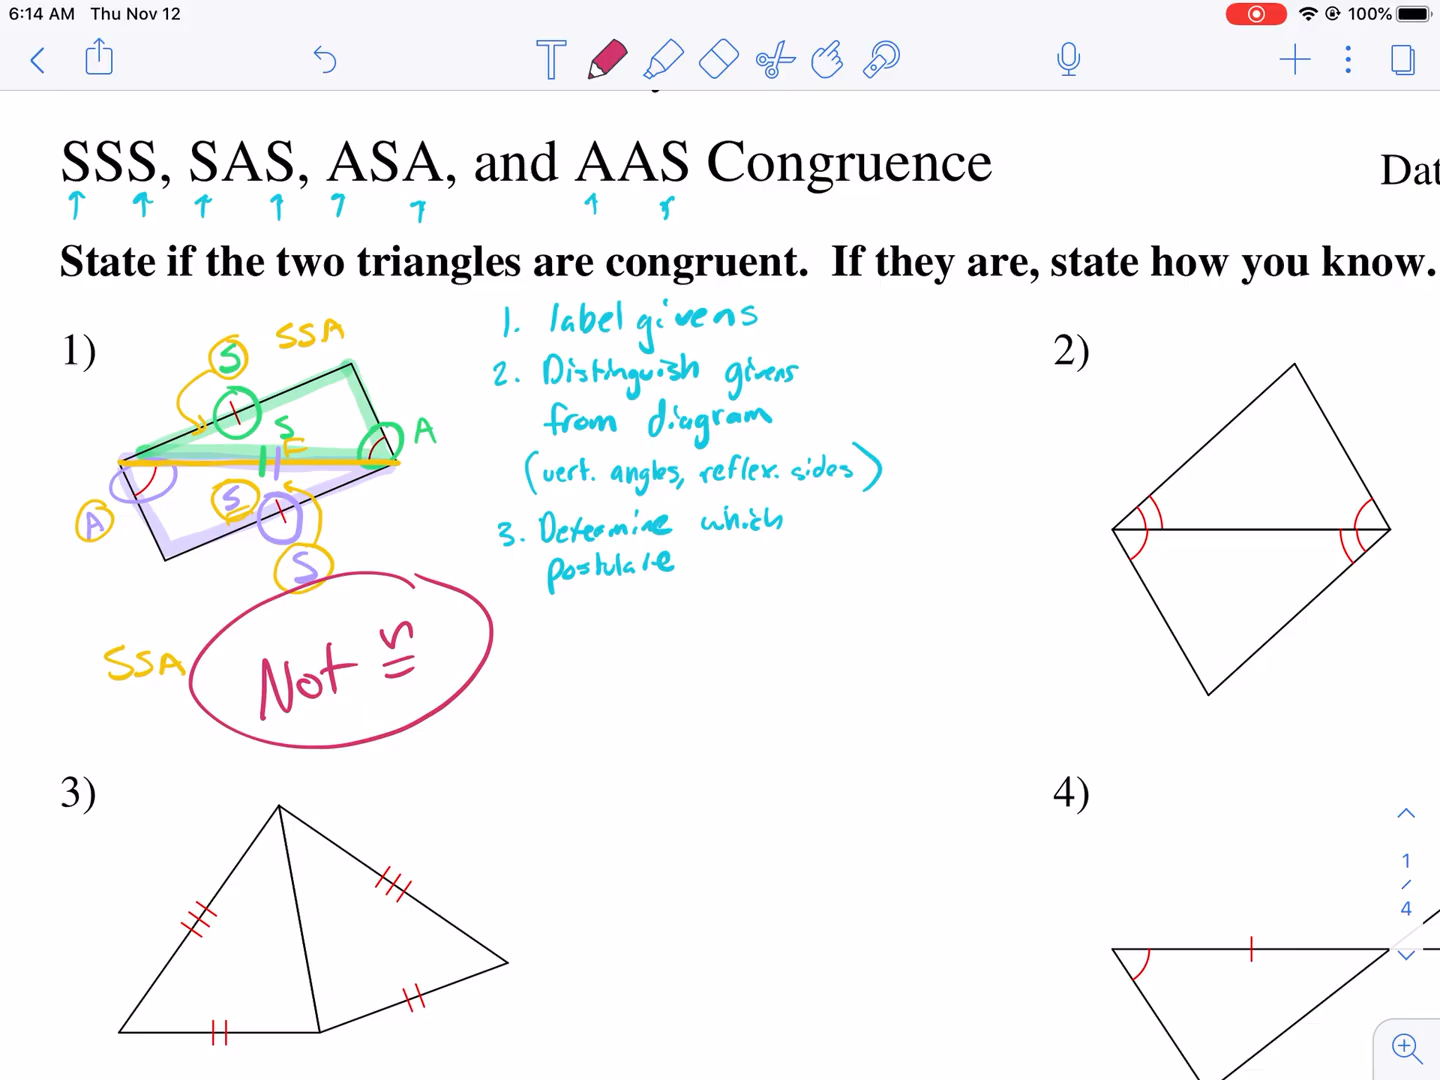 6:14 AM Thu Nov 12
100%
SSS, SAS, ASA, and AAS Congruence
Dat
State if the two triangles are congruent. If they are, state how you know.
1)
S
SSA
S
A
A
S
S
SSA
Not ≅
1. label givens
2. Distinguish givens
from diagram
(vert. angles, reflex. sides)
3. Determine which
postulate
2)
3)
4)
1
/
4